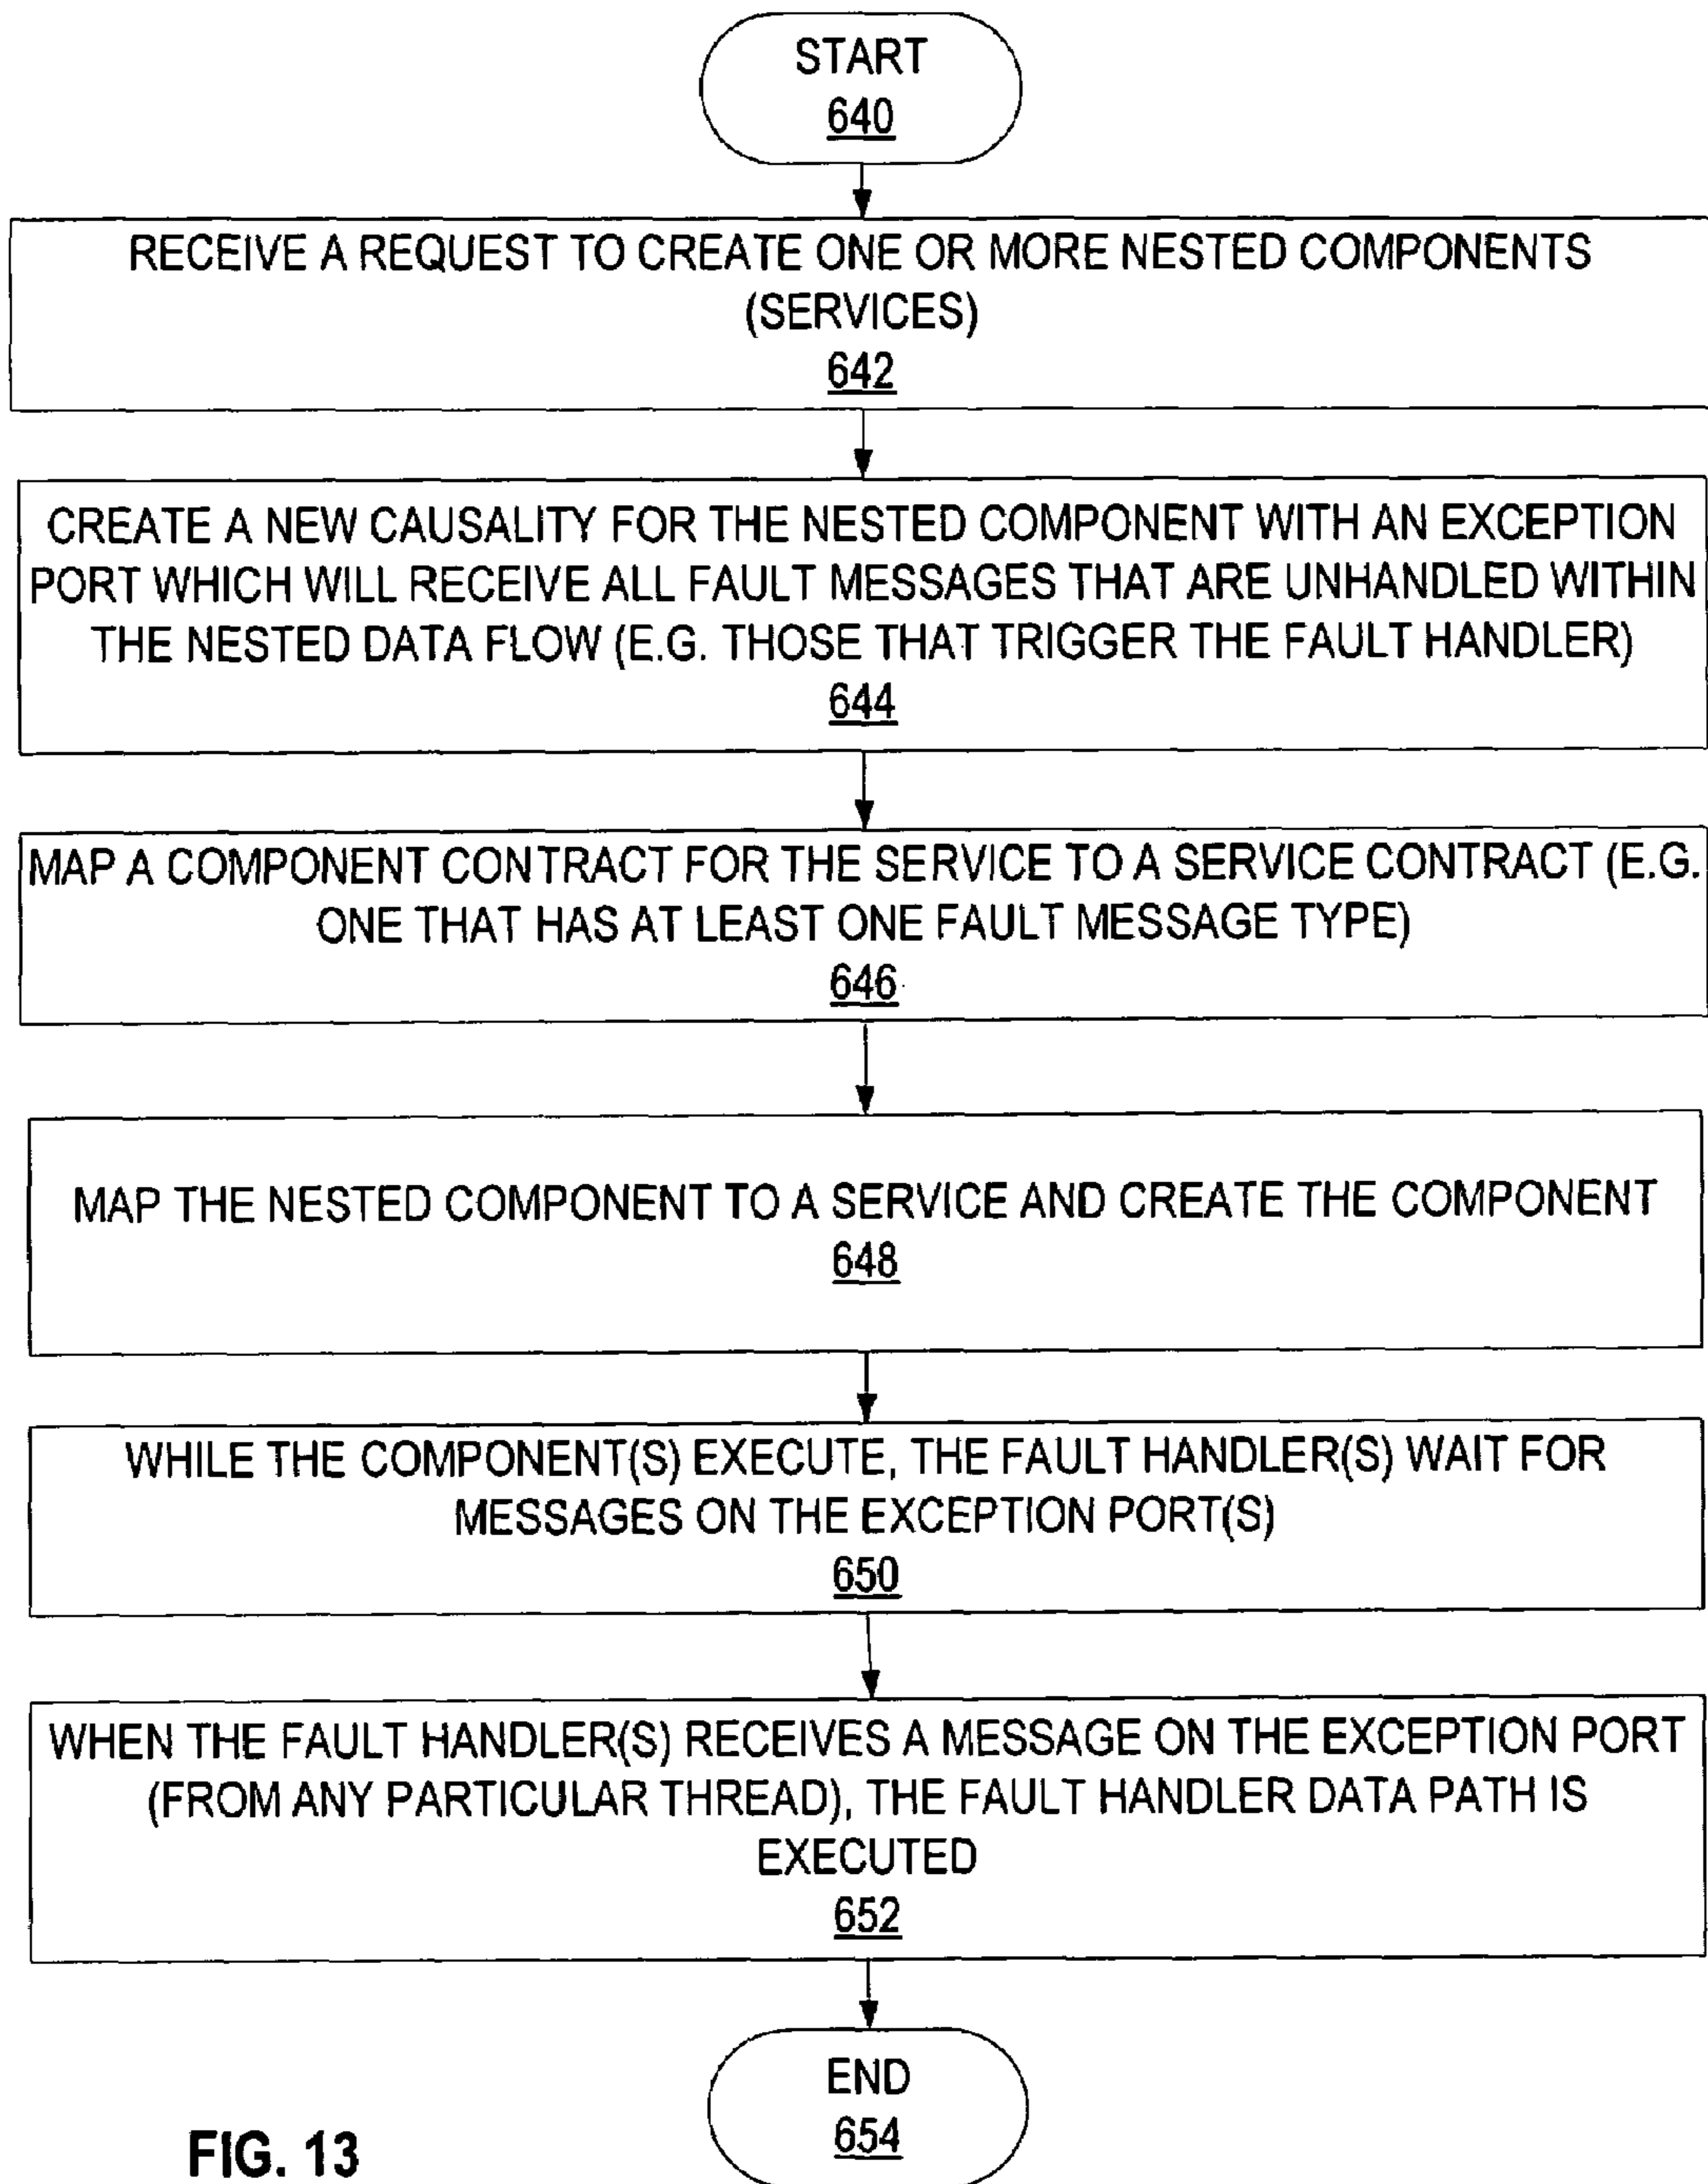 START
640
RECEIVE A REQUEST TO CREATE ONE OR MORE NESTED COMPONENTS
(SERVICES)
642
CREATE A NEW CAUSALITY FOR THE NESTED COMPONENT WITH AN EXCEPTION
PORT WHICH WILL RECEIVE ALL FAULT MESSAGES THAT ARE UNHANDLED WITHIN
THE NESTED DATA FLOW (E.G. THOSE THAT TRIGGER THE FAULT HANDLER)
644
MAP A COMPONENT CONTRACT FOR THE SERVICE TO A SERVICE CONTRACT (E.G.
ONE THAT HAS AT LEAST ONE FAULT MESSAGE TYPE)
646
MAP THE NESTED COMPONENT TO A SERVICE AND CREATE THE COMPONENT
648
WHILE THE COMPONENT(S) EXECUTE, THE FAULT HANDLER(S) WAIT FOR
MESSAGES ON THE EXCEPTION PORT(S)
650
WHEN THE FAULT HANDLER(S) RECEIVES A MESSAGE ON THE EXCEPTION PORT
(FROM ANY PARTICULAR THREAD), THE FAULT HANDLER DATA PATH IS
EXECUTED
652
END
654
FIG. 13